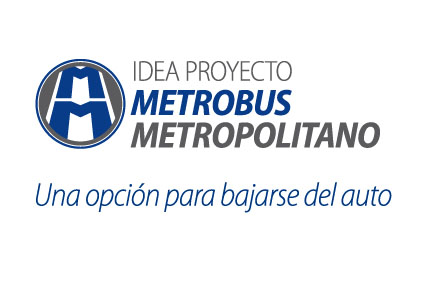 IDEA PROYECTO
METROBUS
METROPOLITANO
Una opción para bajarse del auto